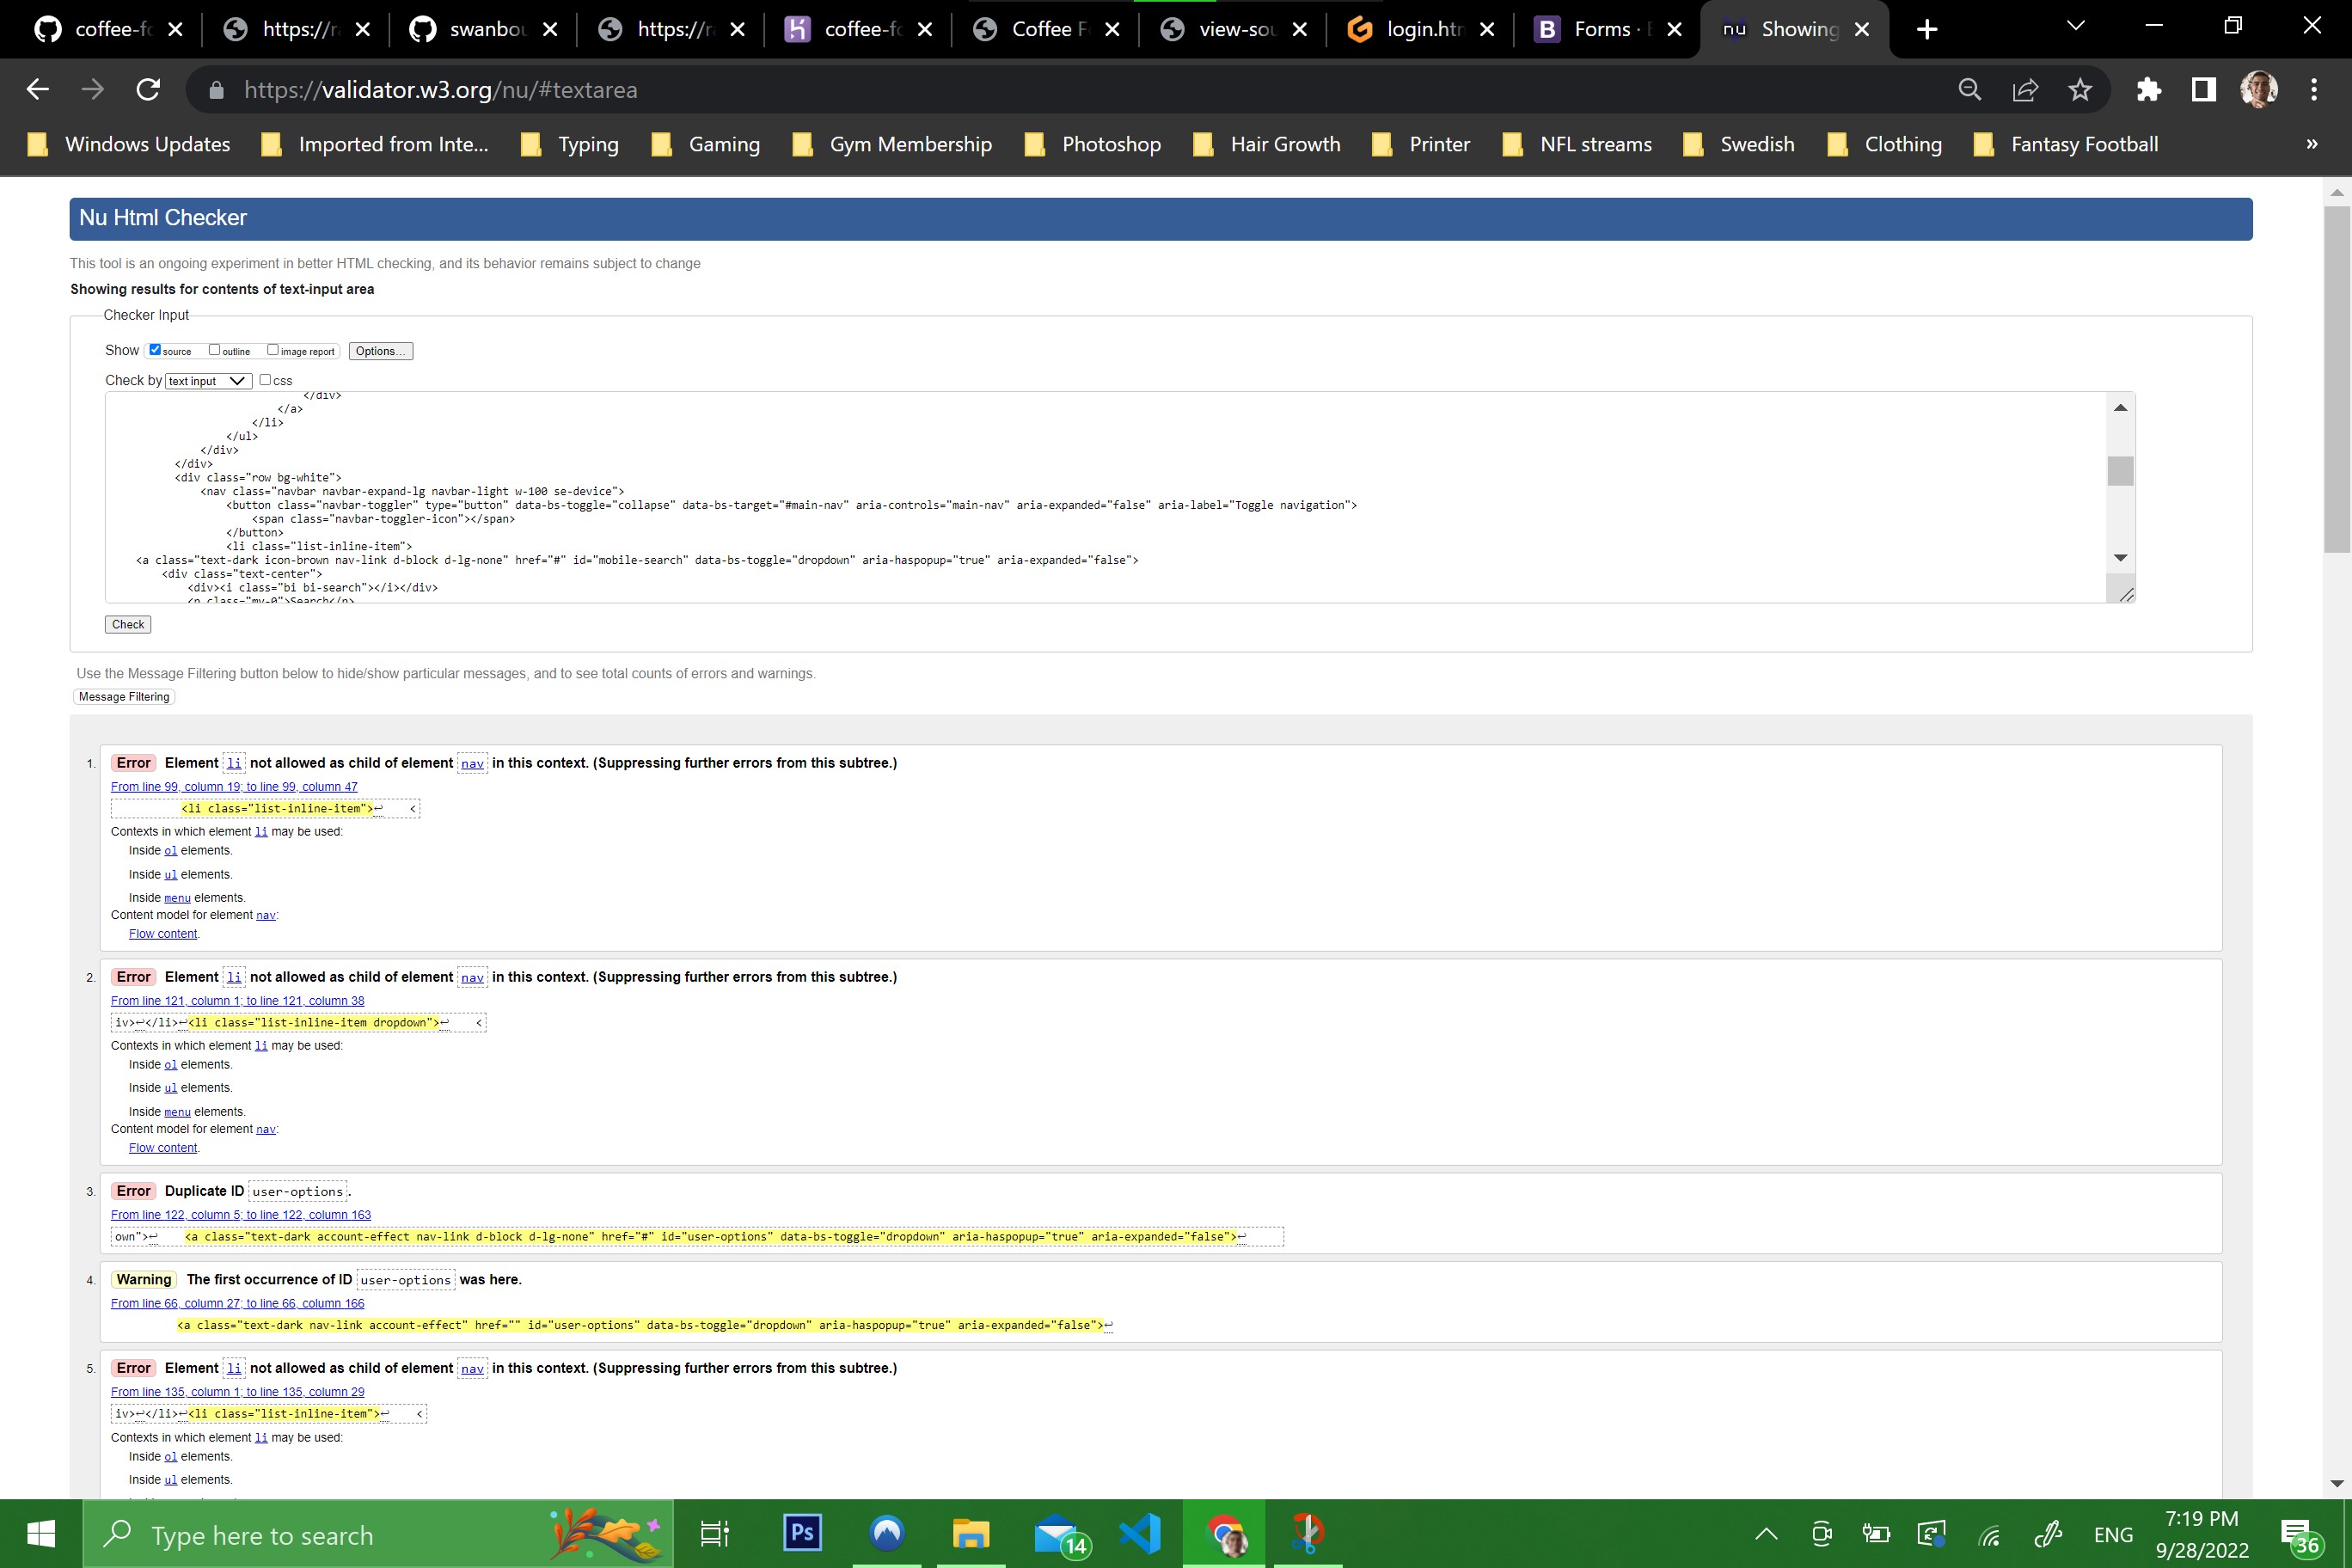 coffee-fo
https://ra
swanbou
https://ra
coffee-fo
Coffee F
view-sou
login.htm
Forms · B
Showing
https://validator.w3.org/nu/#textarea
Windows Updates
Imported from Inte...
Typing
Gaming
Gym Membership
Photoshop
Hair Growth
Printer
NFL streams
Swedish
Clothing
Fantasy Football
»
Nu Html Checker
This tool is an ongoing experiment in better HTML checking, and its behavior remains subject to change
Showing results for contents of text-input area
Checker Input
Show source outline image report Options...
Check by text input css
</div>
</a>
</li>
</ul>
</div>
</div>
<div class="row bg-white">
<nav class="navbar navbar-expand-lg navbar-light w-100 se-device">
<button class="navbar-toggler" type="button" data-bs-toggle="collapse" data-bs-target="#main-nav" aria-controls="main-nav" aria-expanded="false" aria-label="Toggle navigation">
<span class="navbar-toggler-icon"></span>
</button>
<li class="list-inline-item">
<a class="text-dark icon-brown nav-link d-block d-lg-none" href="#" id="mobile-search" data-bs-toggle="dropdown" aria-haspopup="true" aria-expanded="false">
<div class="text-center">
<div><i class="bi bi-search"></i></div>
<p class="my-0">Search</p>
Check
Use the Message Filtering button below to hide/show particular messages, and to see total counts of errors and warnings.
Message Filtering
1. Error Element li not allowed as child of element nav in this context. (Suppressing further errors from this subtree.)
From line 99, column 19; to line 99, column 47
<li class="list-inline-item">↩ <
Contexts in which element li may be used:
Inside ol elements.
Inside ul elements.
Inside menu elements.
Content model for element nav:
Flow content.
2. Error Element li not allowed as child of element nav in this context. (Suppressing further errors from this subtree.)
From line 121, column 1; to line 121, column 38
iv>↩</li>↩<li class="list-inline-item dropdown">↩ <
Contexts in which element li may be used:
Inside ol elements.
Inside ul elements.
Inside menu elements.
Content model for element nav:
Flow content.
3. Error Duplicate ID user-options.
From line 122, column 5; to line 122, column 163
own">↩ <a class="text-dark account-effect nav-link d-block d-lg-none" href="#" id="user-options" data-bs-toggle="dropdown" aria-haspopup="true" aria-expanded="false">↩
4. Warning The first occurrence of ID user-options was here.
From line 66, column 27; to line 66, column 166
<a class="text-dark nav-link account-effect" href="" id="user-options" data-bs-toggle="dropdown" aria-haspopup="true" aria-expanded="false">↩
5. Error Element li not allowed as child of element nav in this context. (Suppressing further errors from this subtree.)
From line 135, column 1; to line 135, column 29
iv>↩</li>↩<li class="list-inline-item">↩ <
Contexts in which element li may be used:
Inside ol elements.
Inside ul elements.
Type here to search
Ps
14
ENG
7:19 PM
9/28/2022
36